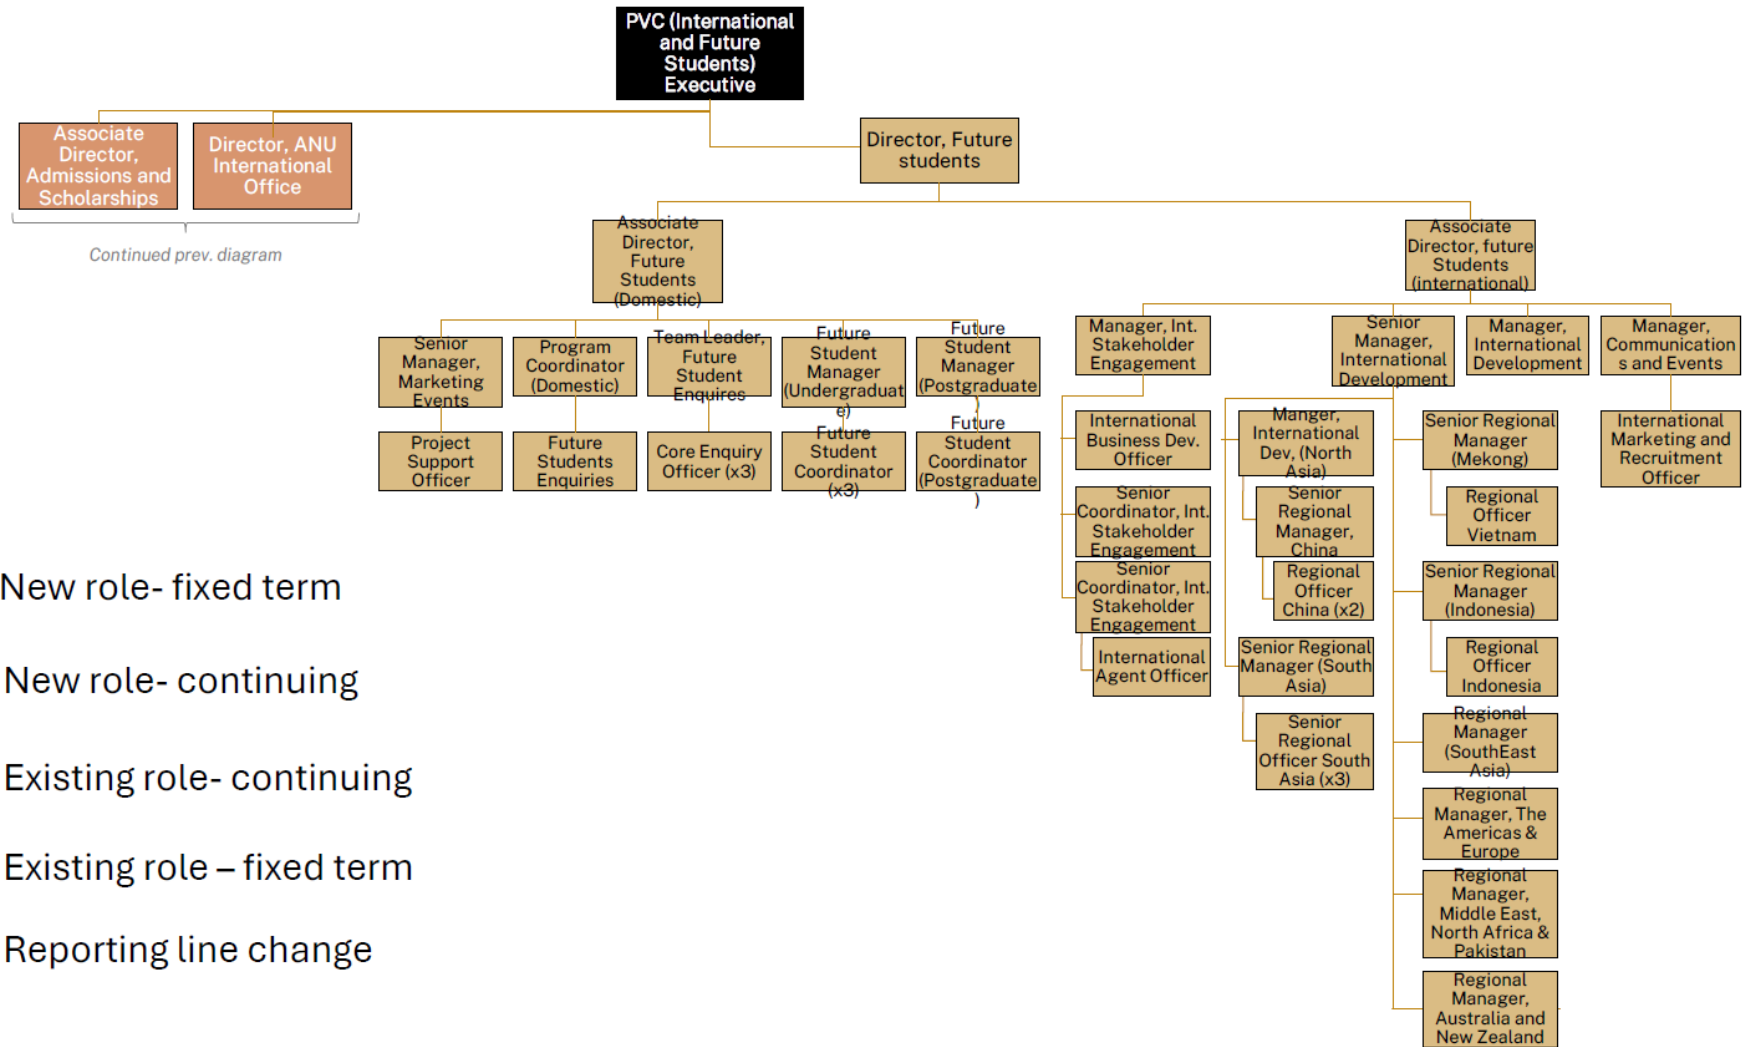 PVC (International
and Future
Students)
Executive
Associate
Director,
Admissions and
Scholarships
Director, ANU
International
Office
Continued prev. diagram
Director, Future
students
Associate
Director,
Future
Students
(Domestic)
Associate
Director, future
Students
(international)
Senior
Manager,
Marketing
Events
Program
Coordinator
(Domestic)
Team Leader,
Future
Student
Enquires
Future
Student
Manager
(Undergraduat
e)
Future
Student
Manager
(Postgraduate
)
Project
Support
Officer
Future
Students
Enquiries
Core Enquiry
Officer (x3)
Future
Student
Coordinator
(x3)
Future
Student
Coordinator
(Postgraduate
)
Manager, Int.
Stakeholder
Engagement
Senior
Manager,
International
Development
Manager,
International
Development
Manager,
Communication
s and Events
International
Business Dev.
Officer
Senior
Coordinator, Int.
Stakeholder
Engagement
Senior
Coordinator, Int.
Stakeholder
Engagement
International
Agent Officer
Manger,
International
Dev, (North
Asia)
Senior
Regional
Manager,
China
Regional
Officer
China (x2)
Senior Regional
Manager (South
Asia)
Senior
Regional
Officer South
Asia (x3)
Senior Regional
Manager
(Mekong)
Regional
Officer
Vietnam
Senior Regional
Manager
(Indonesia)
Regional
Officer
Indonesia
Regional
Manager
(SouthEast
Asia)
Regional
Manager, The
Americas &
Europe
Regional
Manager,
Middle East,
North Africa &
Pakistan
Regional
Manager,
Australia and
New Zealand
International
Marketing and
Recruitment
Officer
New role- fixed term
New role- continuing
Existing role- continuing
Existing role – fixed term
Reporting line change